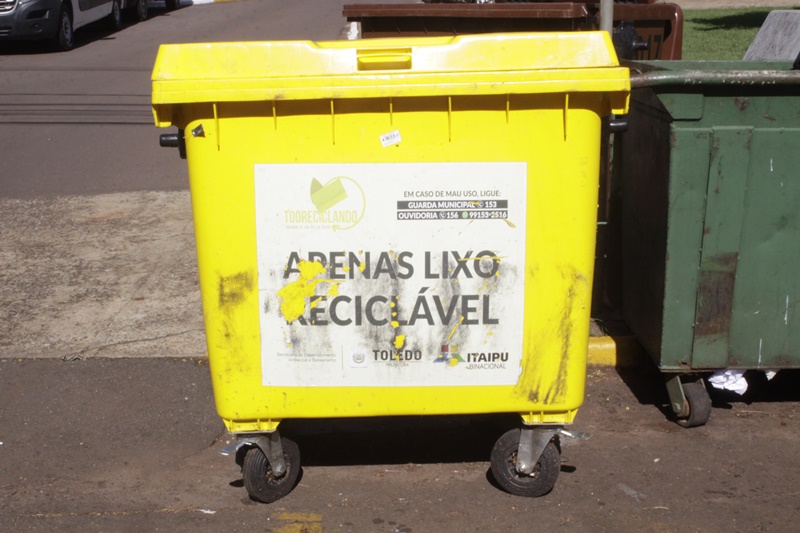 TOORECICLANDO
EM CASO DE MAU USO, LIGUE:
GUARDA MUNICIPAL 153
OUVIDORIA 156 99153-2516
APENAS LIXO
RECICLÁVEL
TOLEDO
ITAIPU
BINACIONAL